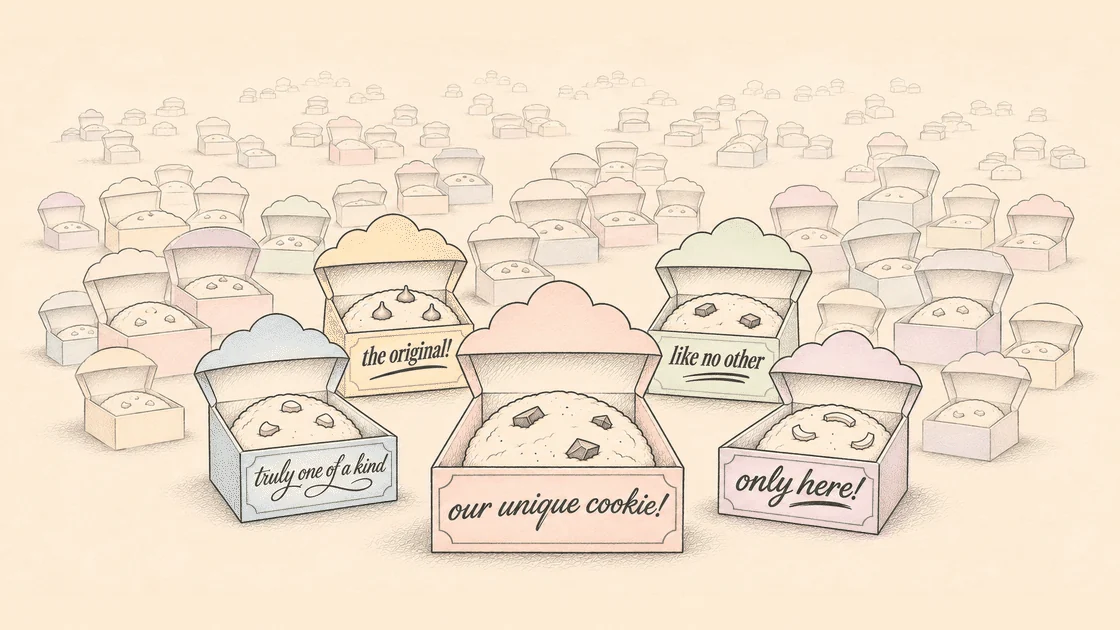 the original!
like no other
truly one of a kind
our unique cookie!
only here!